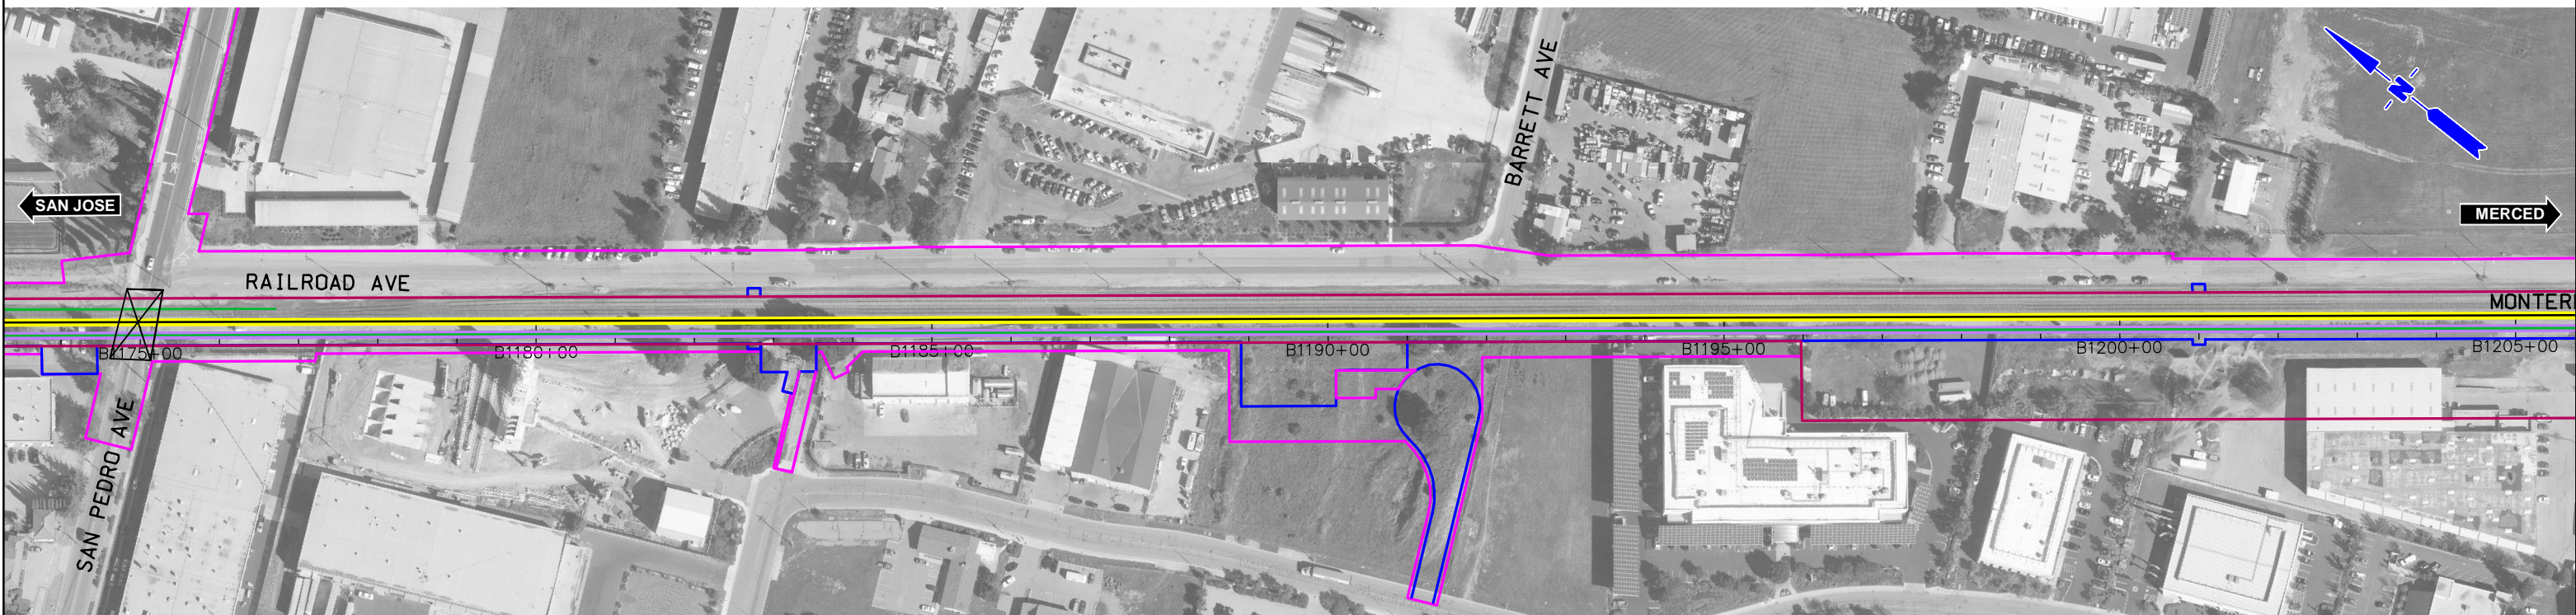 BARRETT AVE
N
SAN JOSE
MERCED
RAILROAD AVE
MONTER
B1175+00
B1180+00
B1185+00
B1190+00
B1195+00
B1200+00
B1205+00
SAN PEDRO AVE